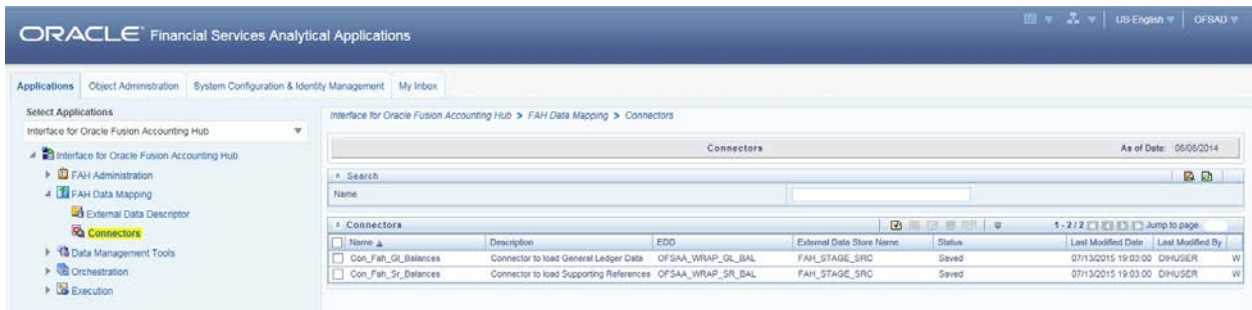 US-English
OFSAD
ORACLE® Financial Services Analytical Applications
Applications Object Administration System Configuration & Identity Management My Inbox
Select Applications
Interface for Oracle Fusion Accounting Hub
Interface for Oracle Fusion Accounting Hub
FAH Administration
FAH Data Mapping
External Data Descriptor
Connectors
Data Management Tools
Orchestration
Execution
Interface for Oracle Fusion Accounting Hub > FAH Data Mapping > Connectors
Connectors As of Date: 08/08/2014
Search
Name
Connectors 1 - 2 / 2 Jump to page
Name Description EDD External Data Store Name Status Last Modified Date Last Modified By
Con_Fah_Gl_Balances Connector to load General Ledger Data OFSAA_WRAP_GL_BAL FAH_STAGE_SRC Saved 07/13/2015 19:03:00 DIHUSER W
Con_Fah_Sr_Balances Connector to load Supporting References OFSAA_WRAP_SR_BAL FAH_STAGE_SRC Saved 07/13/2015 19:03:00 DIHUSER W